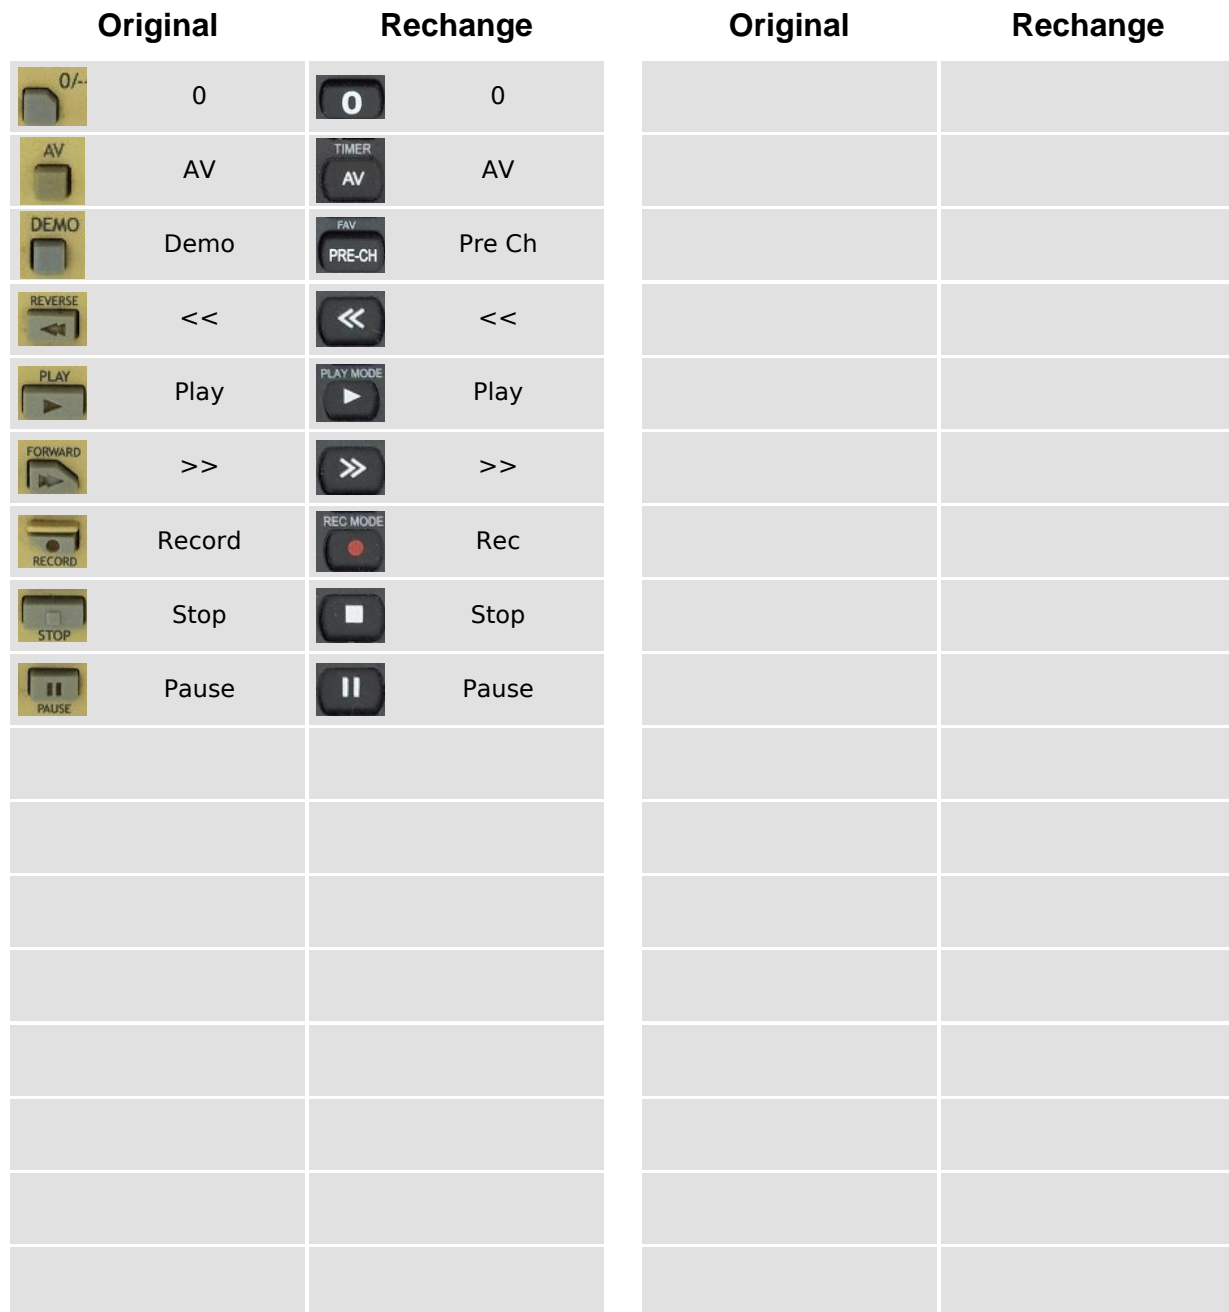 Original Rechange Original Rechange
0/-- 0 0 0
AV AV TIMER AV AV
DEMO Demo FAV PRE-CH Pre Ch
REVERSE << << 
PLAY Play PLAY MODE Play
FORWARD >> >>
RECORD Record REC MODE Rec
STOP Stop Stop
PAUSE Pause Pause